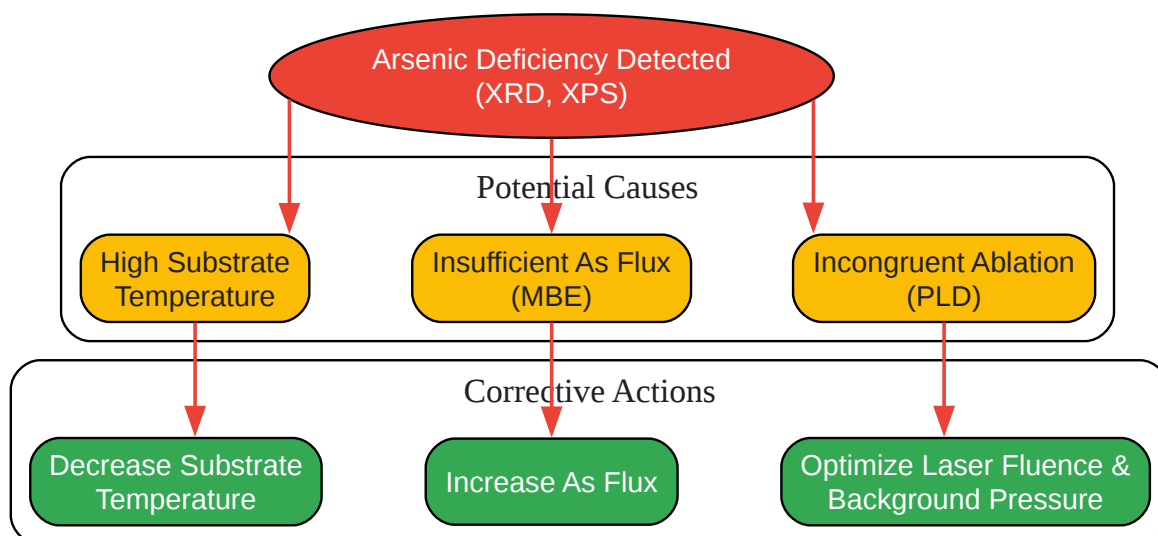 Arsenic Deficiency Detected
(XRD, XPS)
Potential Causes
High Substrate
Temperature
Insufficient As Flux
(MBE)
Incongruent Ablation
(PLD)
Corrective Actions
Decrease Substrate
Temperature
Increase As Flux
Optimize Laser Fluence &
Background Pressure